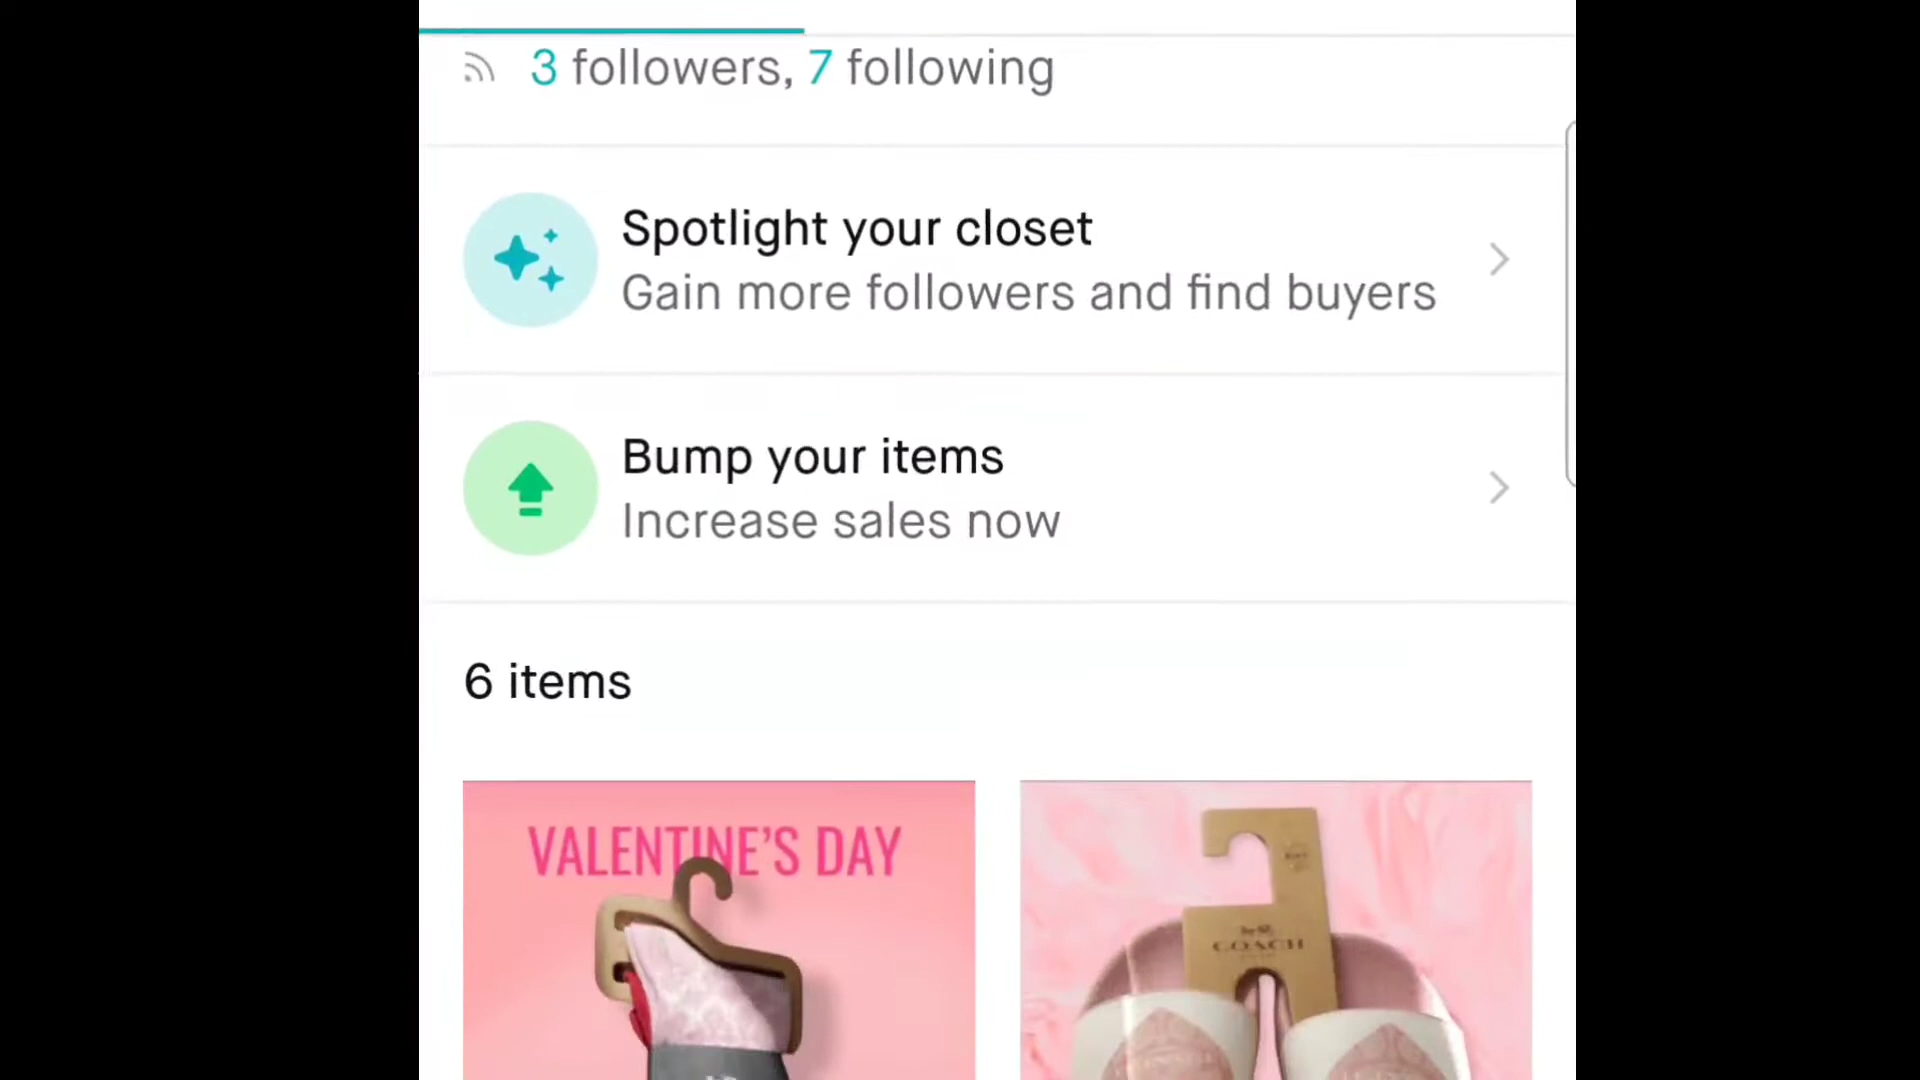 3 followers, 7 following
Spotlight your closet
Gain more followers and find buyers
Bump your items
Increase sales now
6 items
VALENTINE'S DAY
COACH